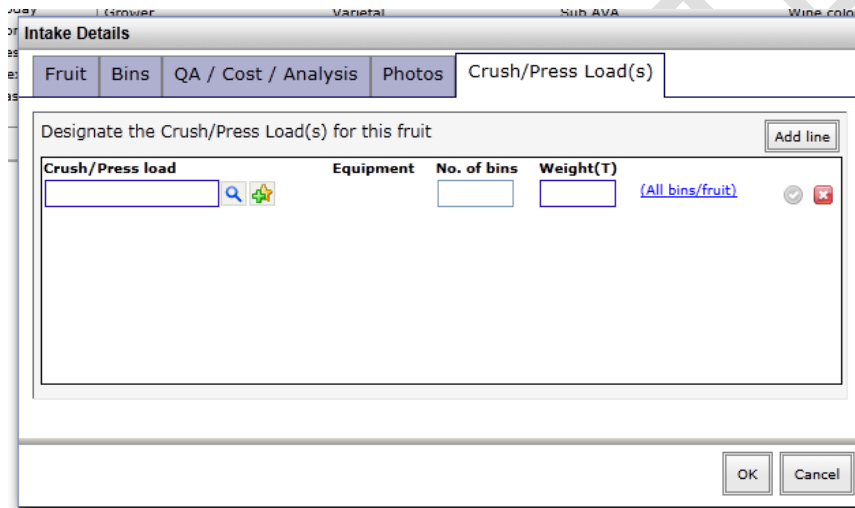 Grower Varietal Sub AVA Wine colo
Intake Details
Fruit Bins QA / Cost / Analysis Photos Crush/Press Load(s)
Designate the Crush/Press Load(s) for this fruit Add line
Crush/Press load Equipment No. of bins Weight(T)
(All bins/fruit)
OK Cancel